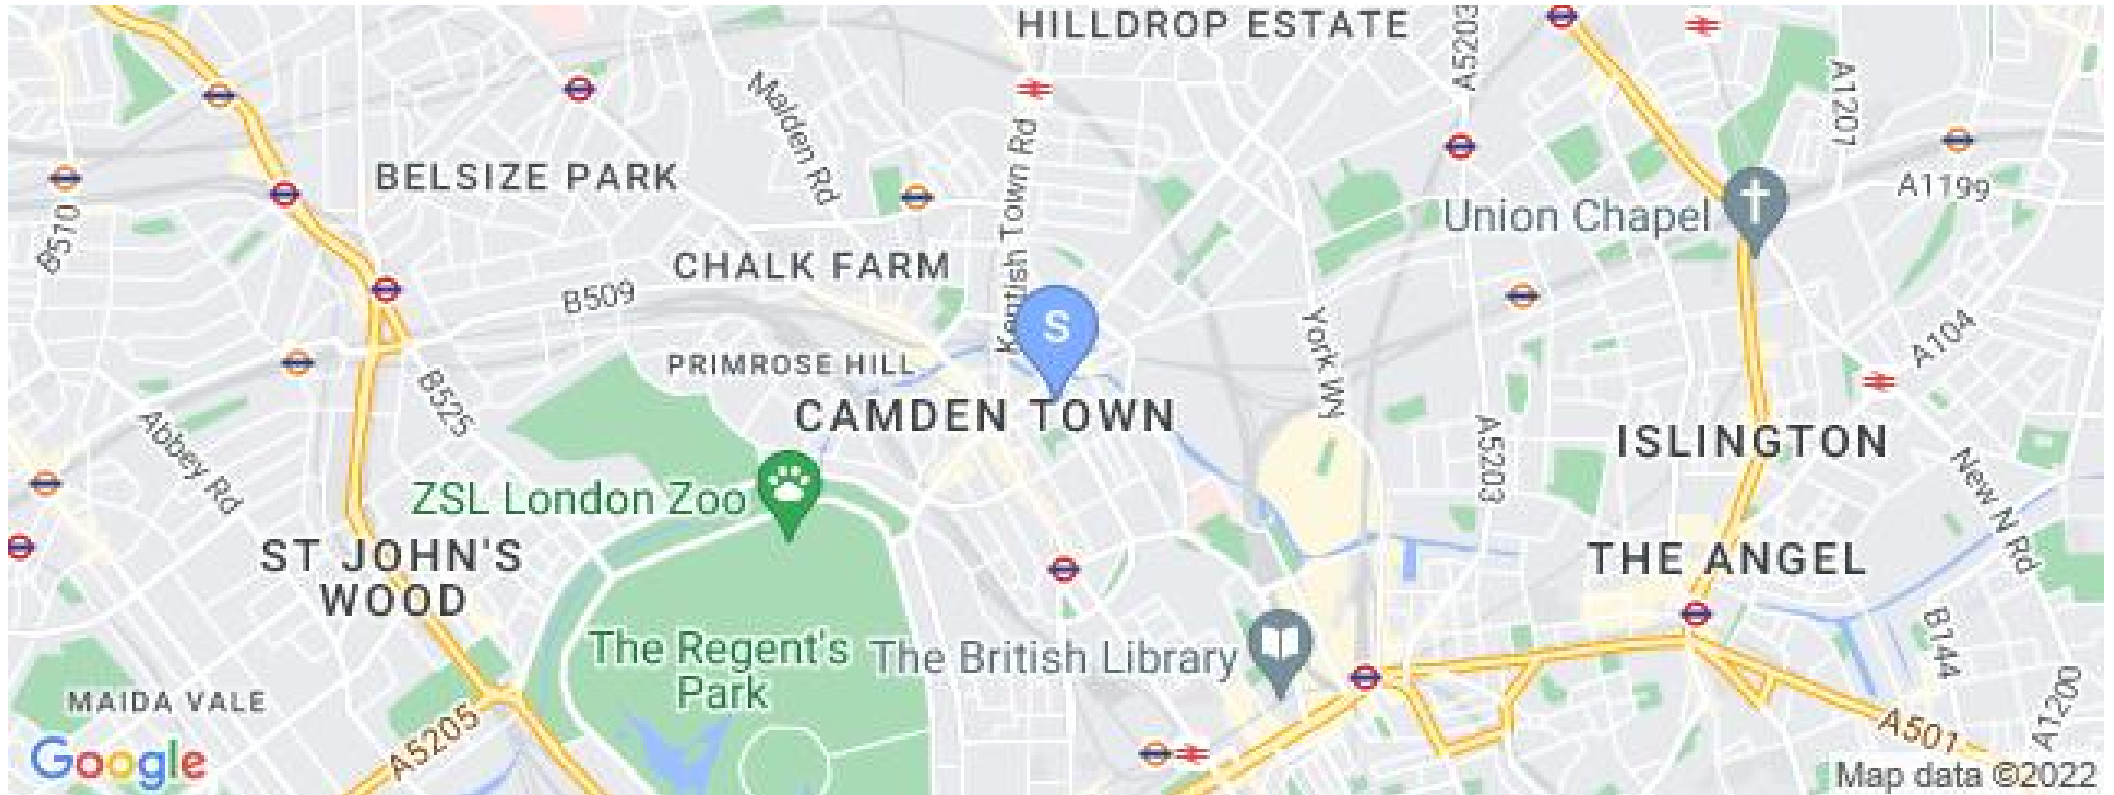 HILLDROP ESTATE
A5203
A1201
Malden Rd
Kentish Town Rd
BELSIZE PARK
A1199
B510
Union Chapel
CHALK FARM
B509
S
York Wy
A104
PRIMROSE HILL
B525
CAMDEN TOWN
Abbey Rd
A5203
ISLINGTON
New N Rd
ZSL London Zoo
ST JOHN'S
WOOD
THE ANGEL
The Regent's
Park
The British Library
B144
MAIDA VALE
A1200
A5205
A501
Google
Map data ©2022